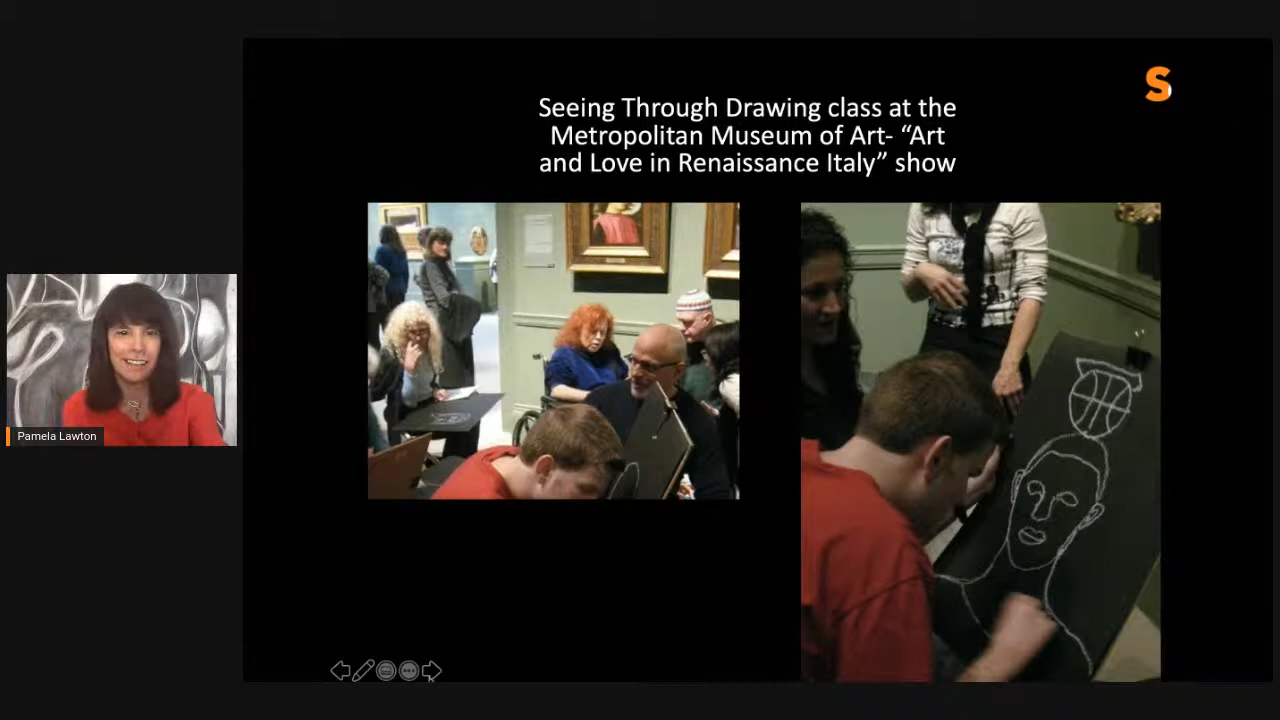 S
Seeing Through Drawing class at the
Metropolitan Museum of Art- “Art
and Love in Renaissance Italy” show
Pamela Lawton